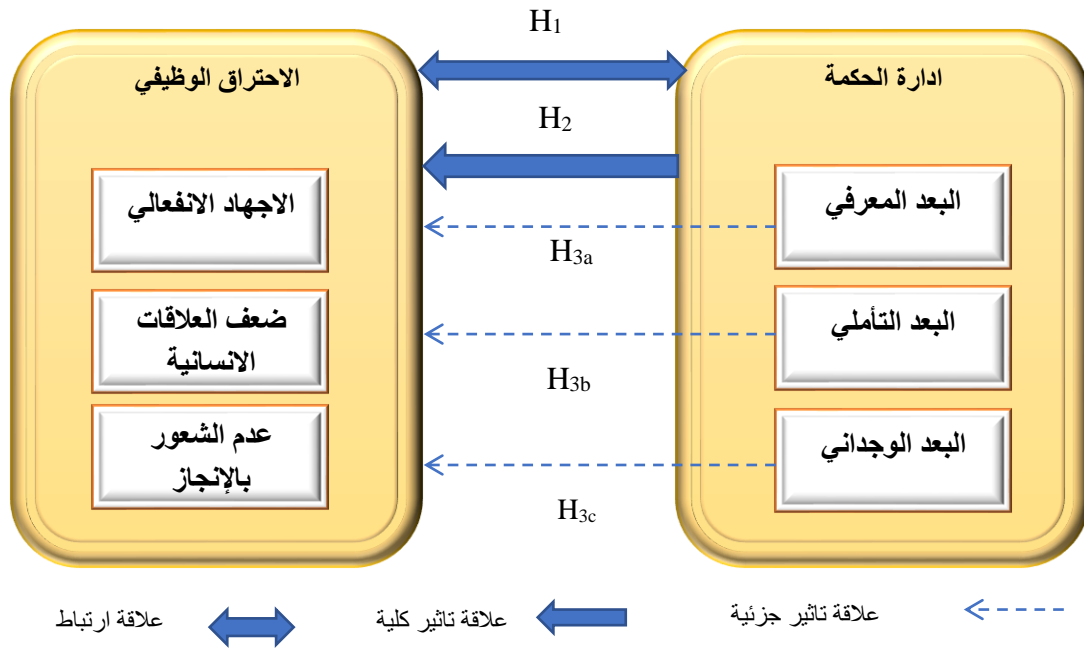 H1
ادارة الحكمة
الاحتراق الوظيفي
H2
البعد المعرفي
الاجهاد الانفعالي
H3a
البعد التأملي
ضعف العلاقات
الانسانية
H3b
البعد الوجداني
عدم الشعور
بالإنجاز
H3c
علاقة تاثير جزئية
علاقة تاثير كلية
علاقة ارتباط